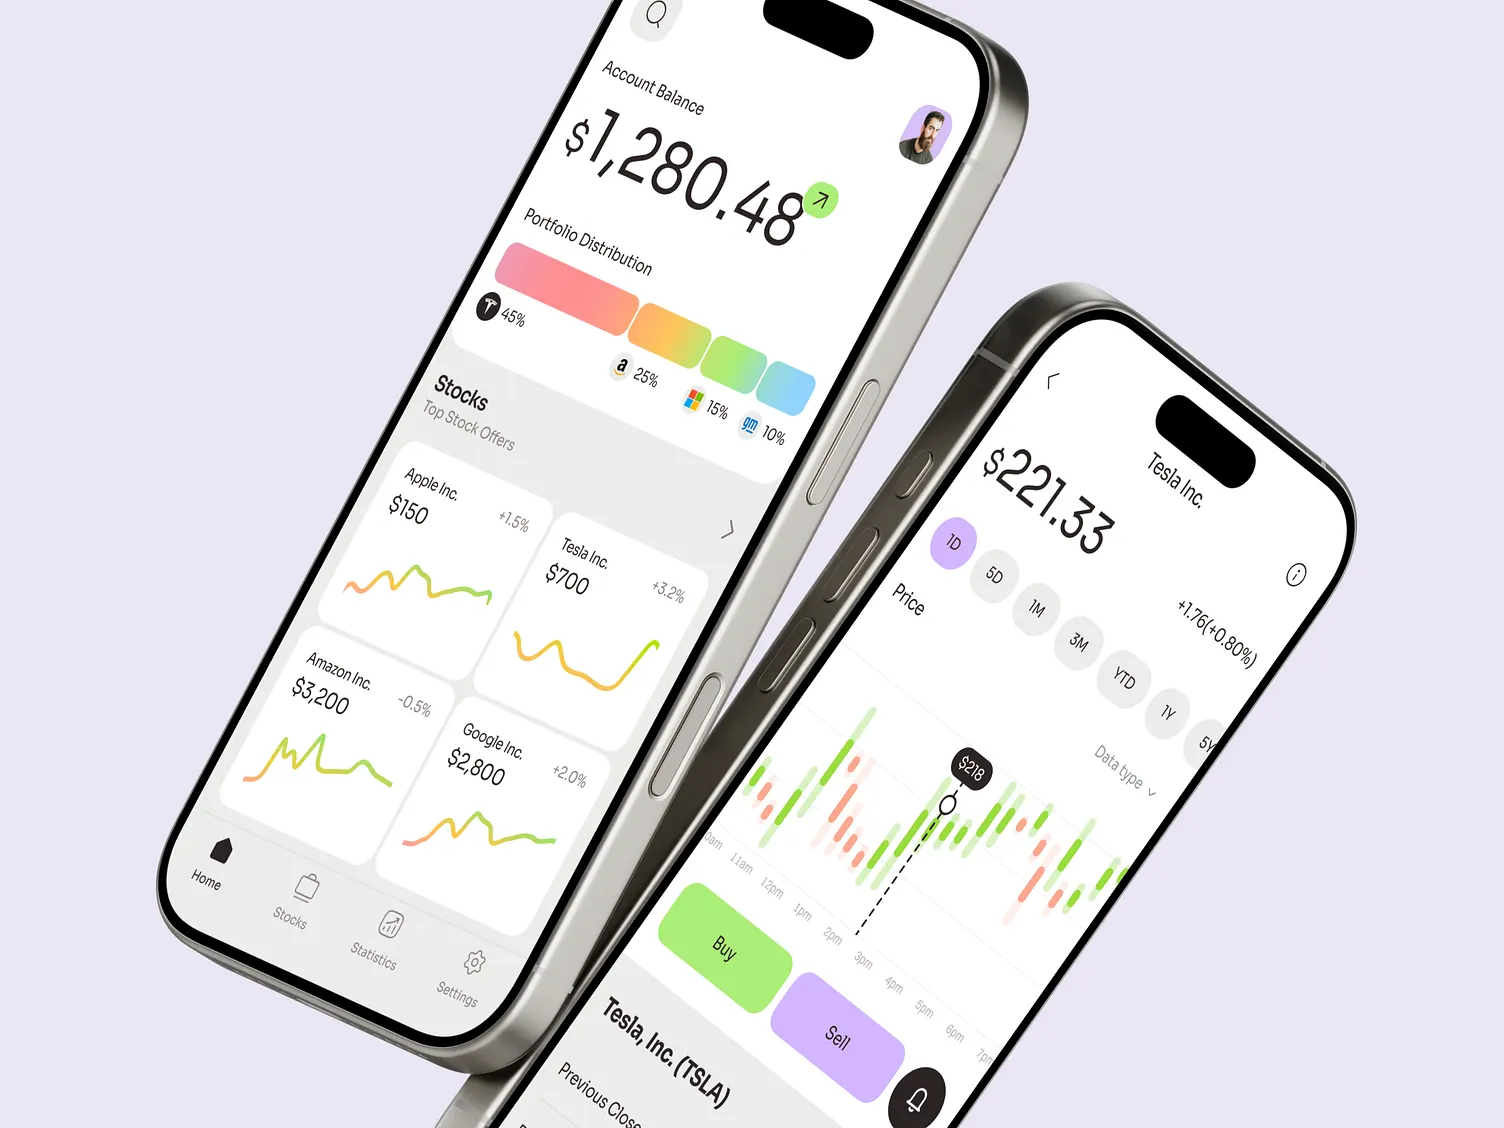 Account Balance
$1,280.48
Portfolio Distribution
45%
a
25%
15%
gm
10%
Stocks
Top Stock Offers
Apple Inc.
$150
+1.5%
Tesla Inc.
$700
+3.2%
Amazon Inc.
$3,200
-0.5%
Google Inc.
$2,800
+2.0%
Home
Stocks
Statistics
Settings
Tesla Inc.
$221.33
+1.76(+0.80%)
1D
5D
1M
3M
YTD
1Y
5Y
Price
Data type
$218
11am
12pm
1pm
2pm
3pm
4pm
5pm
6pm
7pm
Buy
Sell
Tesla, Inc. (TSLA)
Previous Close